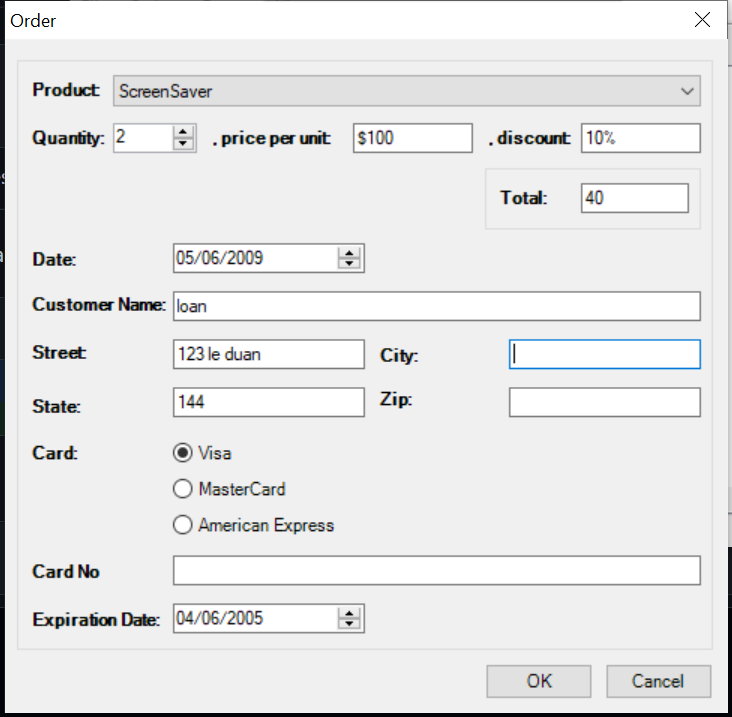 Order
Product: ScreenSaver
Quantity: 2 , price per unit: $100 , discount: 10%
Total: 40
Date: 05/06/2009
Customer Name: loan
Street: 123 le duan City:
State: 144 Zip:
Card: Visa
MasterCard
American Express
Card No
Expiration Date: 04/06/2005
OK Cancel